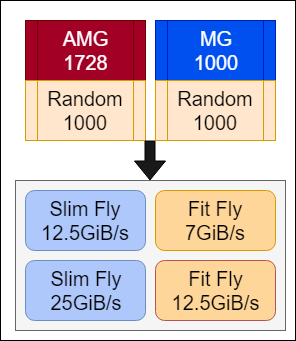 AMG
1728
MG
1000
Random
1000
Random
1000
Slim Fly
12.5GiB/s
Fit Fly
7GiB/s
Slim Fly
25GiB/s
Fit Fly
12.5GiB/s